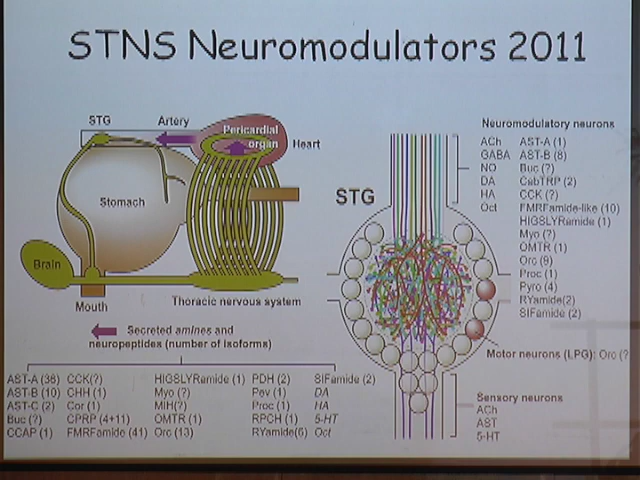 STNS Neuromodulators 2011
STG
Artery
Pericardial
organ
Heart
Stomach
Brain
Mouth
Thoracic nervous system
Secreted amines and
neuropeptides (number of isoforms)
AST-A (36) CCK(?) HIGSLYRamide (1) PDH (2) SIFamide (2)
AST-B (10) CHH (1) Myo (?) Pev (1) DA
AST-C (2) Cor (1) MIH(?) Proc (1) HA
Buc (?) CPRP (4+11) OMTR (1) RPCH (1) 5-HT
CCAP (1) FMRFamide (41) Orc (13) RYamide(6) Oct
STG
Neuromodulatory neurons
ACh AST-A (1)
GABA AST-B (8)
NO Buc (?)
DA CabTRP (2)
HA CCK (?)
Oct FMRFamide-like (10)
HIGSLYRamide (1)
Myo (?)
OMTR (1)
Orc (9)
Proc (1)
Pyro (4)
RYamide(2)
SIFamide (2)
Motor neurons (LPG): Orc (?
Sensory neurons
ACh
AST
5-HT